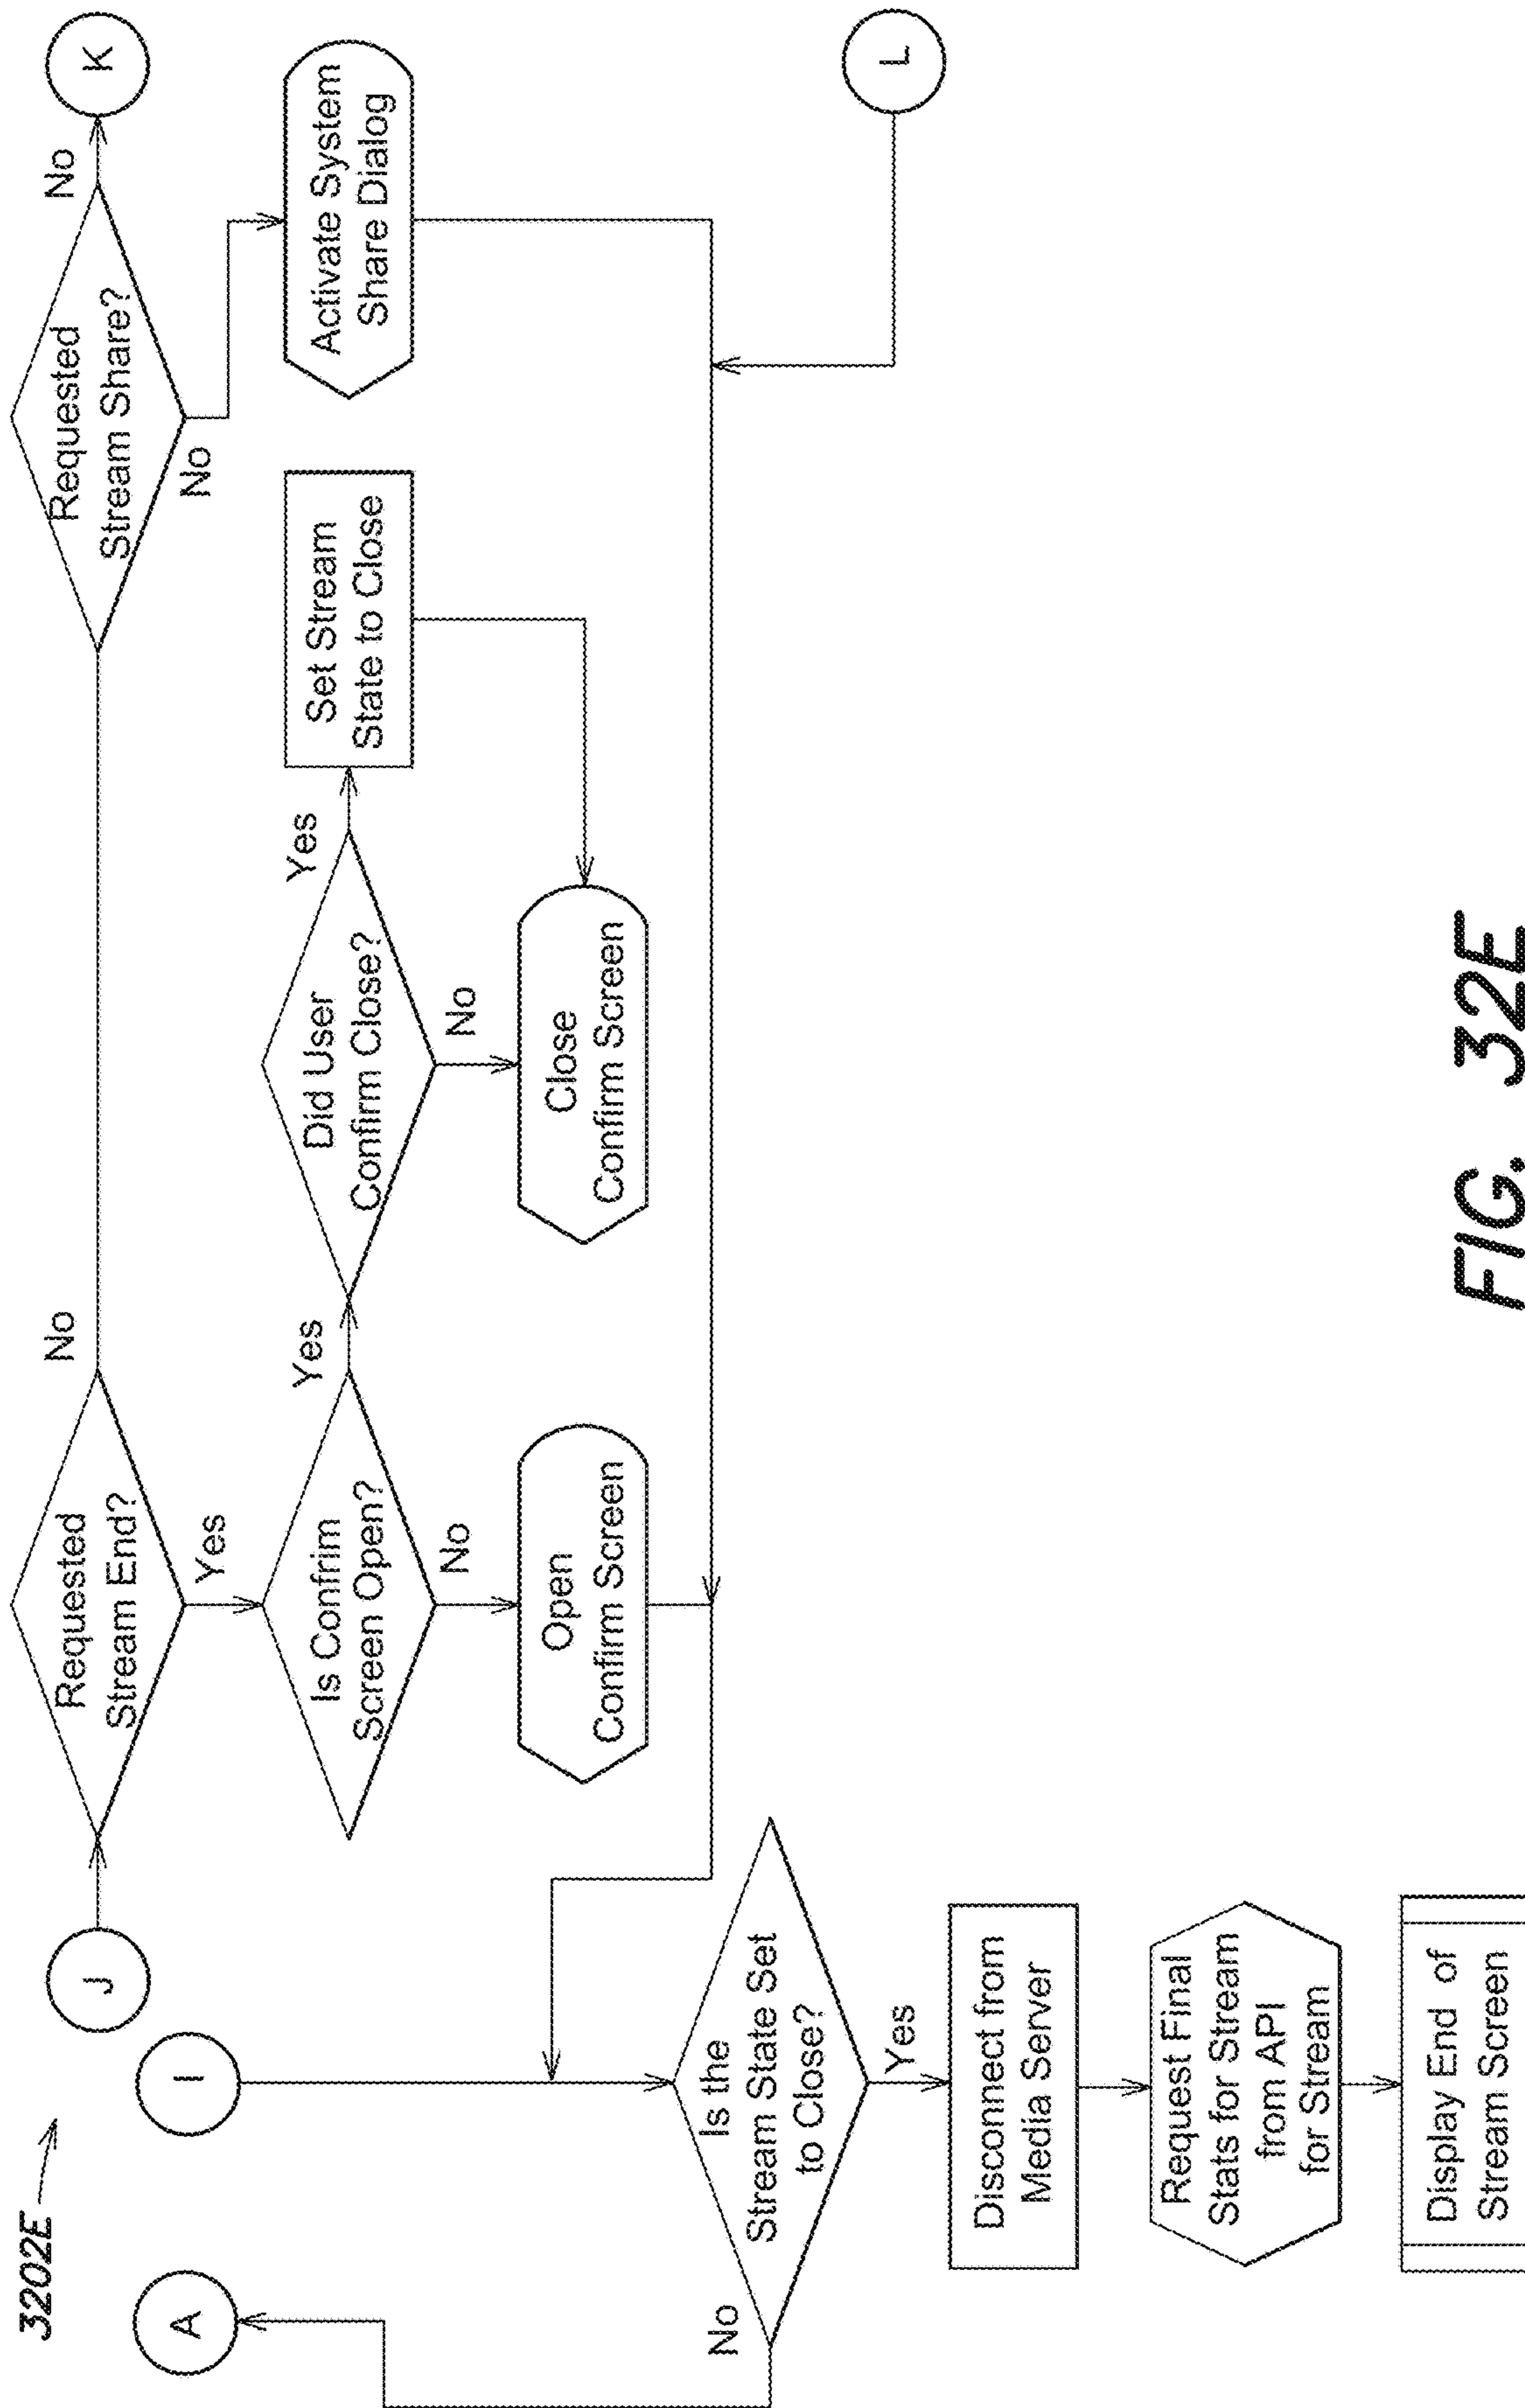 3202E
A
I
J
Requested
Stream End?
No
Yes
Requested
Stream Share?
No
K
No
Is Confrim
Screen Open?
Yes
No
Did User
Confirm Close?
Yes
No
Set Stream
State to Close
Activate System
Share Dialog
Open
Confirm Screen
Close
Confirm Screen
L
Is the
Stream State Set
to Close?
No
Yes
Disconnect from
Media Server
Request Final
Stats for Stream
from API
for Stream
Display End of
Stream Screen
FIG. 32E